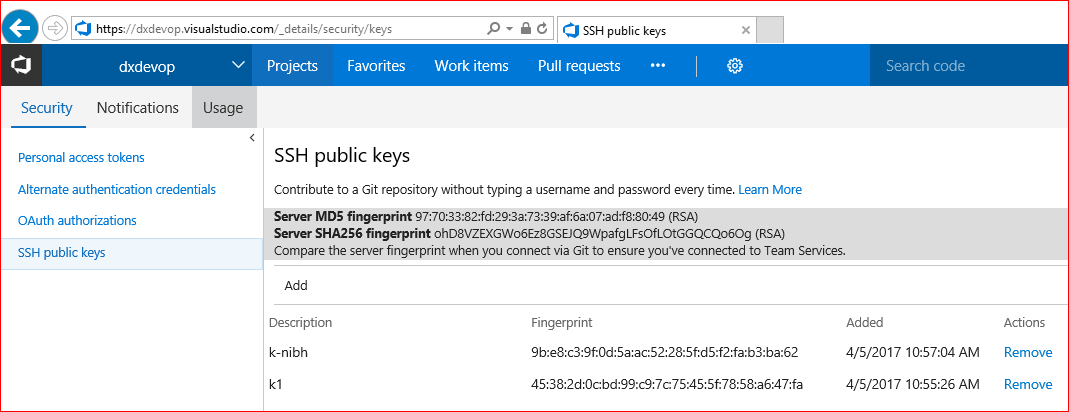 https://dxdevop.visualstudio.com/_details/security/keys
SSH public keys
dxdevop Projects Favorites Work items Pull requests ••• Search code
Security Notifications Usage
Personal access tokens
Alternate authentication credentials
OAuth authorizations
SSH public keys
SSH public keys
Contribute to a Git repository without typing a username and password every time. Learn More
Server MD5 fingerprint 97:70:33:82:fd:29:3a:73:39:af:6a:07:ad:f8:80:49 (RSA)
Server SHA256 fingerprint ohD8VZEXGWo6Ez8GSEJQ9WpafgLFsOfLOtGGQCQo6Og (RSA)
Compare the server fingerprint when you connect via Git to ensure you've connected to Team Services.
Add
Description Fingerprint Added Actions
k-nibh 9b:e8:c3:9f:0d:5a:ac:52:28:5f:d5:f2:fa:b3:ba:62 4/5/2017 10:57:04 AM Remove
k1 45:38:2d:0c:bd:99:c9:7c:75:45:5f:78:58:a6:47:fa 4/5/2017 10:55:26 AM Remove